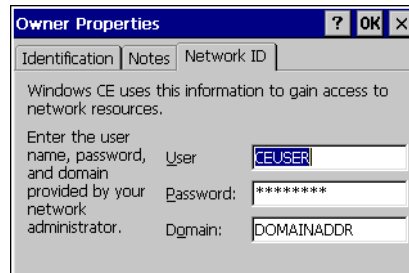 Owner Properties ? OK ×
Identification Notes Network ID
Windows CE uses this information to gain access to
network resources.
Enter the user
name, password,
and domain
provided by your
network
administrator.
User CEUSER
Password: ********
Domain: DOMAINADDR